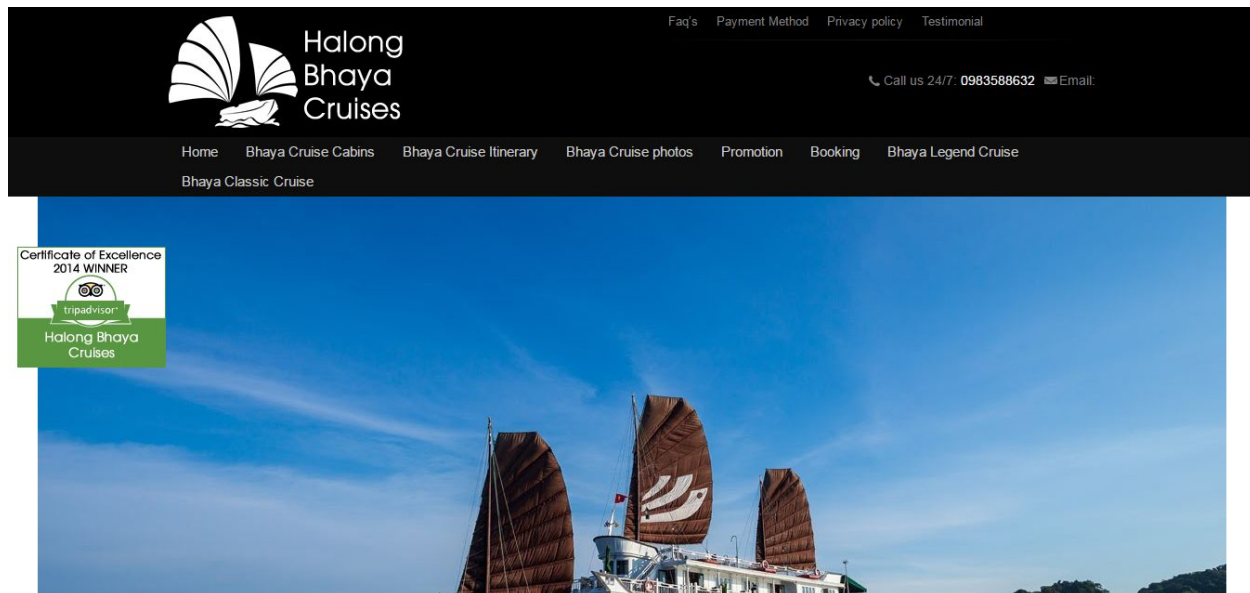 Faq's Payment Method Privacy policy Testimonial
Halong
Bhaya
Cruises
Call us 24/7: 0983588632 Email:
Home Bhaya Cruise Cabins Bhaya Cruise Itinerary Bhaya Cruise photos Promotion Booking Bhaya Legend Cruise
Bhaya Classic Cruise
Certificate of Excellence
2014 WINNER
tripadvisor
Halong Bhaya
Cruises